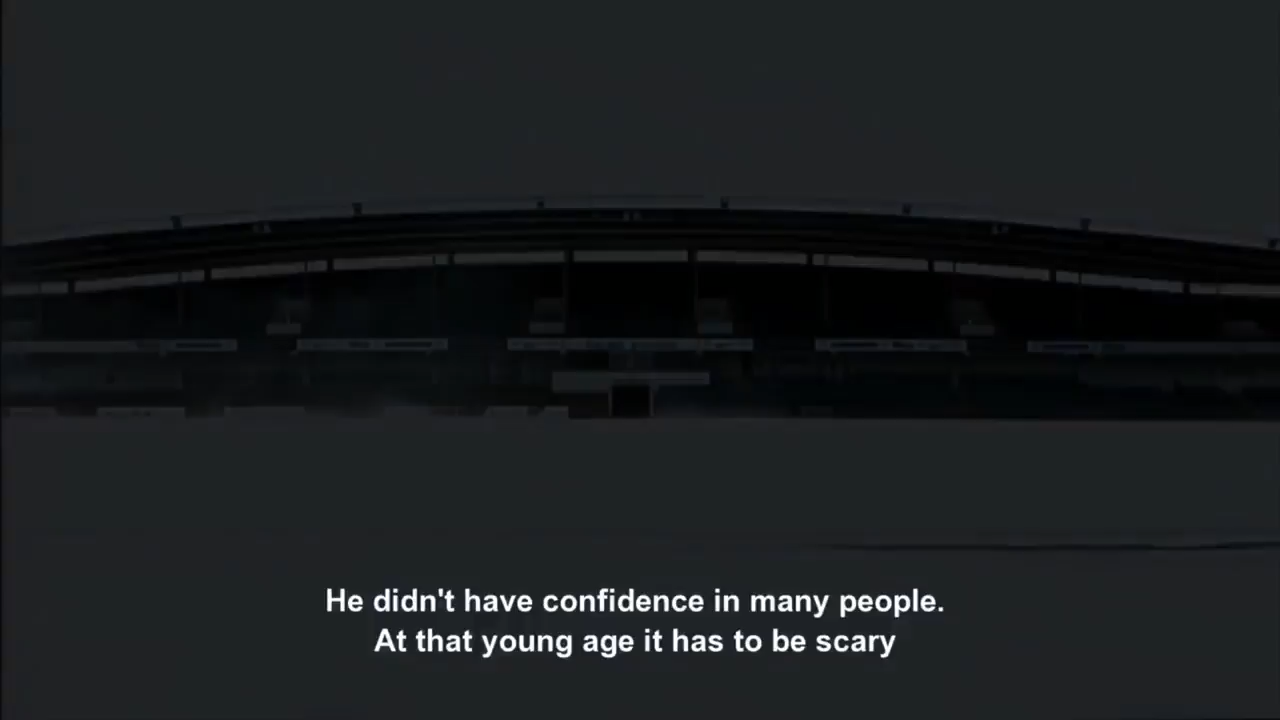 He didn't have confidence in many people.
At that young age it has to be scary